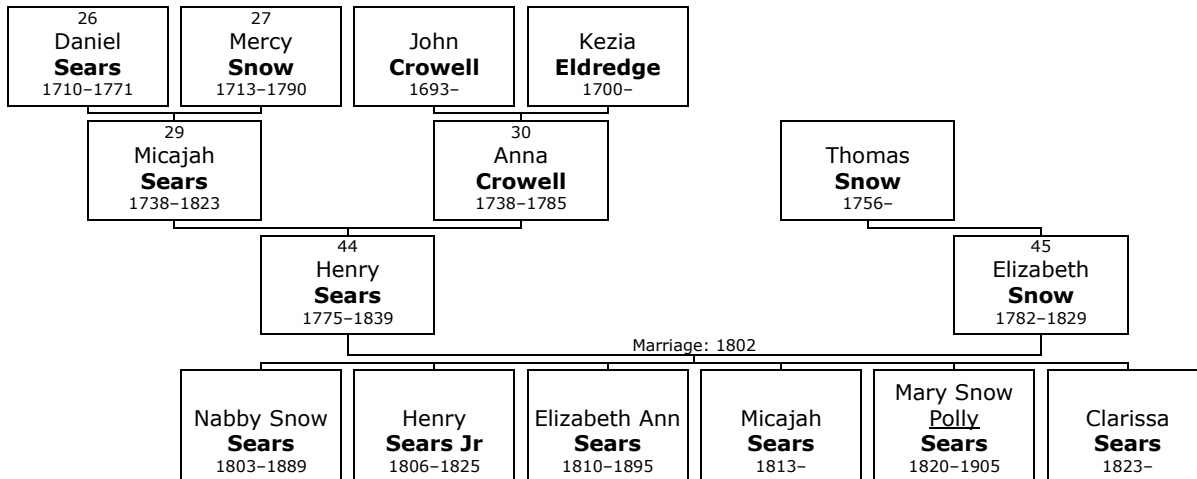 26
Daniel
Sears
1710–1771
27
Mercy
Snow
1713–1790
John
Crowell
1693–
Kezia
Eldredge
1700–
29
Micajah
Sears
1738–1823
30
Anna
Crowell
1738–1785
Thomas
Snow
1756–
44
Henry
Sears
1775–1839
45
Elizabeth
Snow
1782–1829
Marriage: 1802
Nabby Snow
Sears
1803–1889
Henry
Sears Jr
1806–1825
Elizabeth Ann
Sears
1810–1895
Micajah
Sears
1813–
Mary Snow
Polly
Sears
1820–1905
Clarissa
Sears
1823–